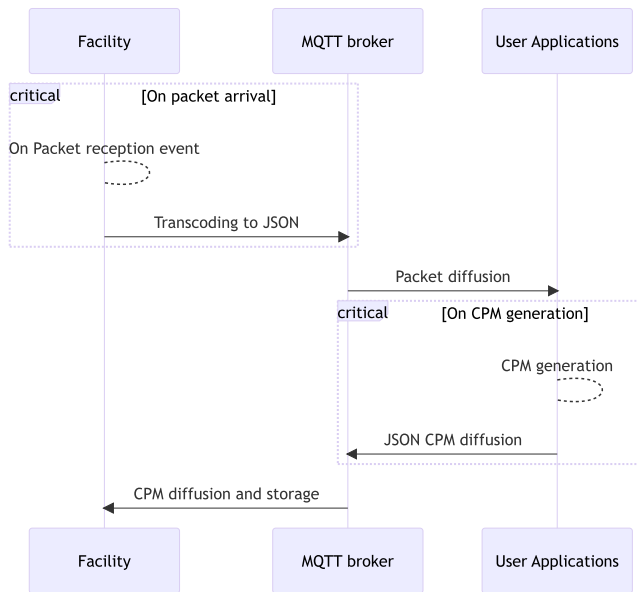 Facility
MQTT broker
User Applications
critical
[On packet arrival]
On Packet reception event
Transcoding to JSON
Packet diffusion
critical
[On CPM generation]
CPM generation
JSON CPM diffusion
CPM diffusion and storage
Facility
MQTT broker
User Applications